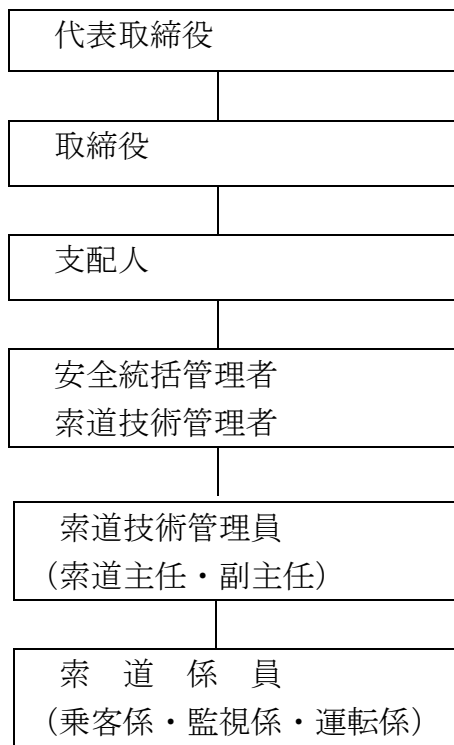 代表取締役
取締役
支配人
安全統括管理者
索道技術管理者
索道技術管理員
(索道主任・副主任)
索　道　係　員
(乗客係・監視係・運転係)